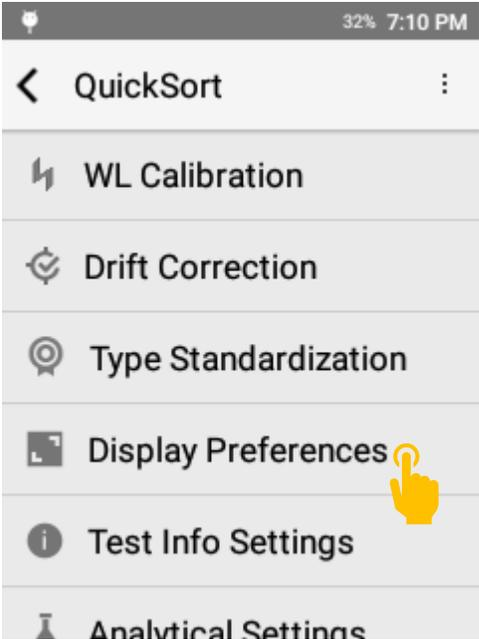 32% 7:10 PM
QuickSort
WL Calibration
Drift Correction
Type Standardization
Display Preferences
Test Info Settings
Analytical Settings